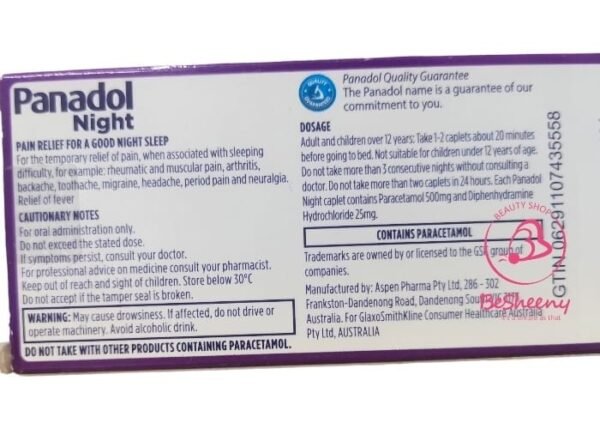 Panadol
Night
PAIN RELIEF FOR A GOOD NIGHT SLEEP
For the temporary relief of pain, when associated with sleeping
difficulty, for example: rheumatic and muscular pain, arthritis,
backache, toothache, migraine, headache, period pain and neuralgia.
Relief of fever
CAUTIONARY NOTES
For oral administration only.
Do not exceed the stated dose.
If symptoms persist, consult your doctor.
For professional advice on medicine consult your pharmacist.
Keep out of reach and sight of children. Store below 30°C
Do not accept if the tamper seal is broken.
WARNING: May cause drowsiness. If affected, do not drive or
operate machinery. Avoid alcoholic drink.
DO NOT TAKE WITH OTHER PRODUCTS CONTAINING PARACETAMOL.
QUALITY
GUARANTEE
Panadol Quality Guarantee
The Panadol name is a guarantee of our
commitment to you.
DOSAGE
Adult and children over 12 years: Take 1-2 caplets about 20 minutes
before going to bed. Not suitable for children under 12 years of age.
Do not take more than 3 consecutive nights without consulting a
doctor. Do not take more than two caplets in 24 hours. Each Panadol
Night caplet contains Paracetamol 500mg and Diphenhydramine
Hydrochloride 25mg.
CONTAINS PARACETAMOL
Trademarks are owned by or licensed to the GSK group of
companies.
Manufactured by: Aspen Pharma Pty Ltd, 286 - 302
Frankston-Dandenong Road, Dandenong South,
Australia. For GlaxoSmithKline Consumer Healthcare Australia
Pty Ltd, AUSTRALIA
GTIN 06291107435558
BEAUTY SHOP
BeSheeny